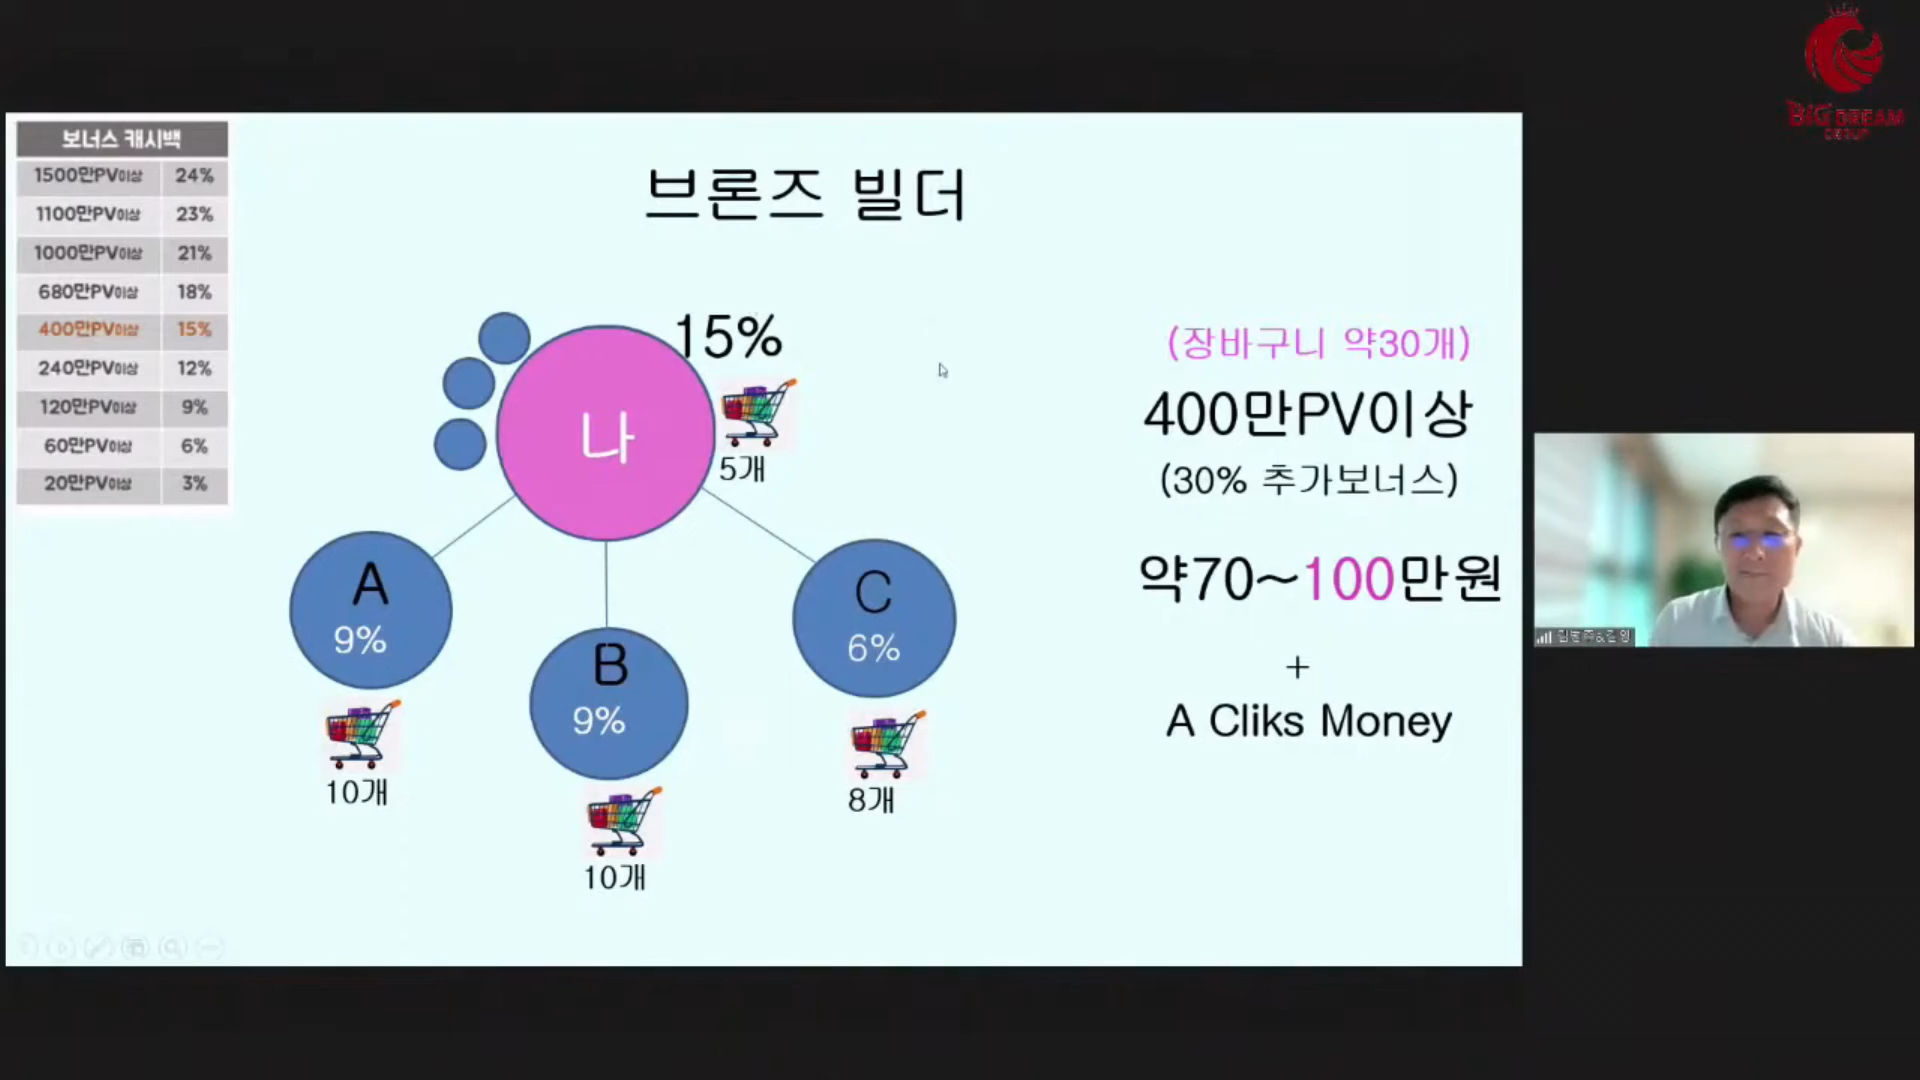 BIG DREAM
GROUP
보너스 캐시백
1500만PV이상 24%
1100만PV이상 23%
1000만PV이상 21%
680만PV이상 18%
400만PV이상 15%
240만PV이상 12%
120만PV이상 9%
60만PV이상 6%
20만PV이상 3%
브론즈 빌더
15%
나
5개
A
9%
10개
B
9%
10개
C
6%
8개
(장바구니 약30개)
400만PV이상
(30% 추가보너스)
약70~100만원
+
A Cliks Money